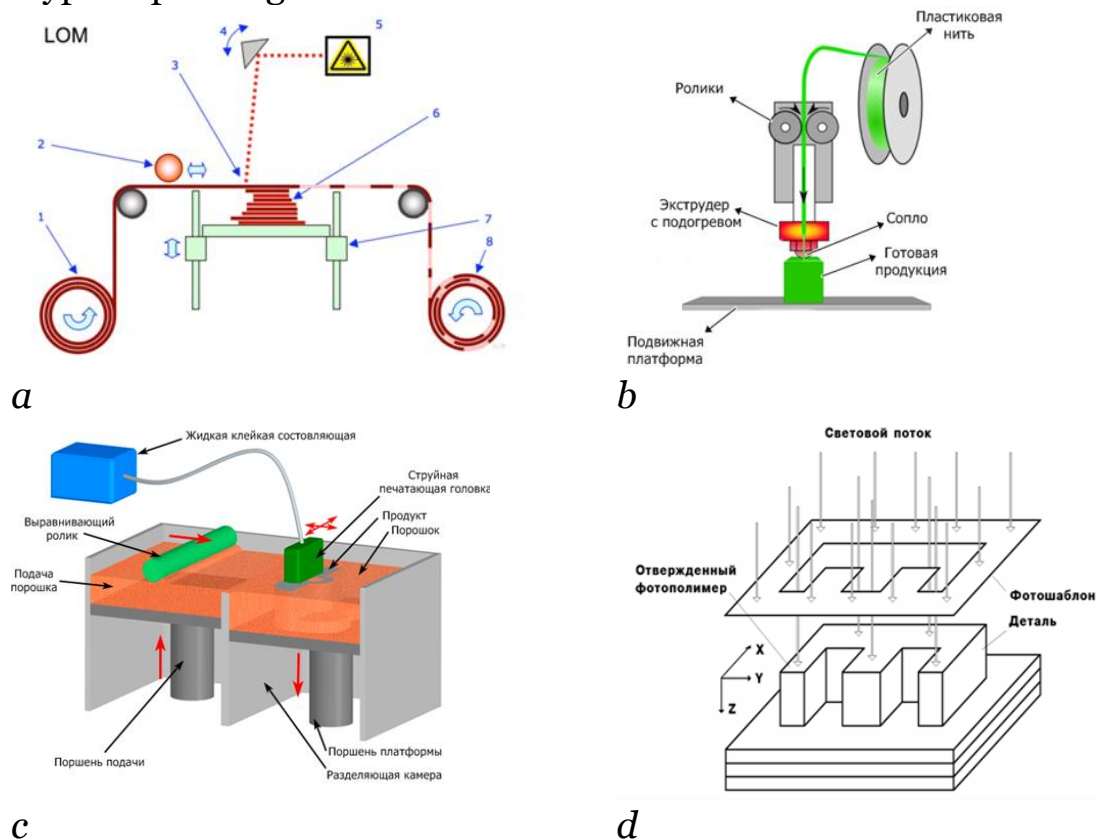 LOM
1
2
3
4
5
6
7
8
Пластиковая
нить
Ролики
Экструдер
с подогревом
Сопло
Готовая
продукция
Подвижная
платформа
a
b
Жидкая клейкая состовляющая
Струйная
печатающая головка
Выравнивающий
ролик
Продукт
Порошок
Подача
порошка
Поршень подачи
Поршень платформы
Разделяющая камера
Световой поток
Отвержденный
фотополимер
Фотошаблон
Деталь
X
Y
Z
c
d